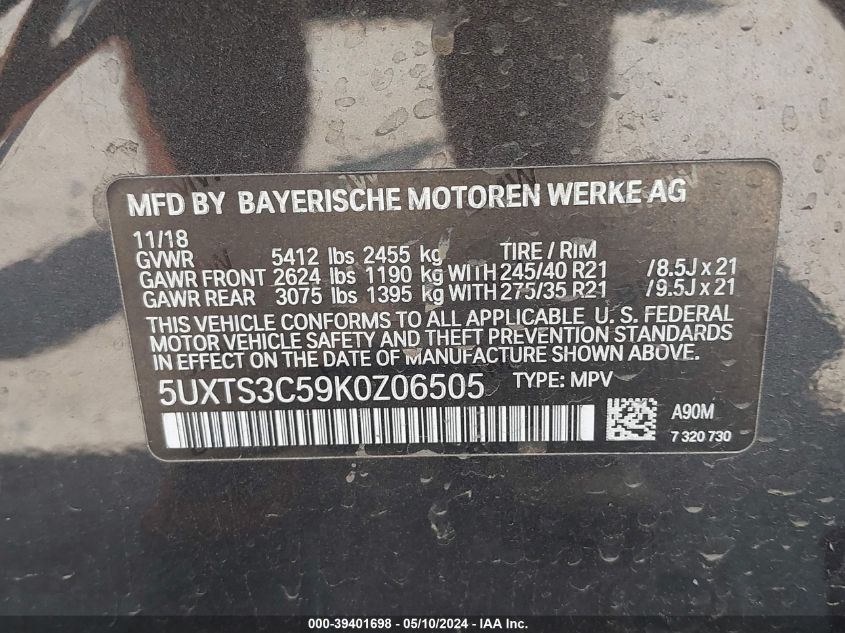 MFD BY BAYERISCHE MOTOREN WERKE AG
11/18
GVWR 5412 lbs 2455 kg TIRE / RIM
GAWR FRONT 2624 lbs 1190 kg WITH 245/40 R21 /8.5J x 21
GAWR REAR 3075 lbs 1395 kg WITH 275/35 R21 /9.5J x 21
THIS VEHICLE CONFORMS TO ALL APPLICABLE U. S. FEDERAL
MOTOR VEHICLE SAFETY AND THEFT PREVENTION STANDARDS
IN EFFECT ON THE DATE OF MANUFACTURE SHOWN ABOVE.
5UXTS3C59K0Z06505 TYPE: MPV
A90M
7 320 730
000-39401698 - 05/10/2024 - IAA Inc.